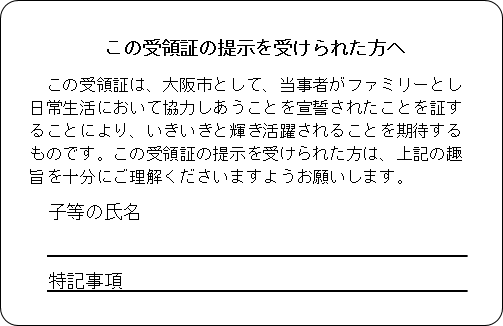 この受領証の提示を受けられた方へ
この受領証は、大阪市として、当事者がファミリーとし
日常生活において協力しあうことを宣誓されたことを証す
ることにより、いきいきと輝き活躍されることを期待する
ものです。この受領証の提示を受けられた方は、上記の趣
旨を十分にご理解くださいますようお願いします。
子等の氏名
特記事項